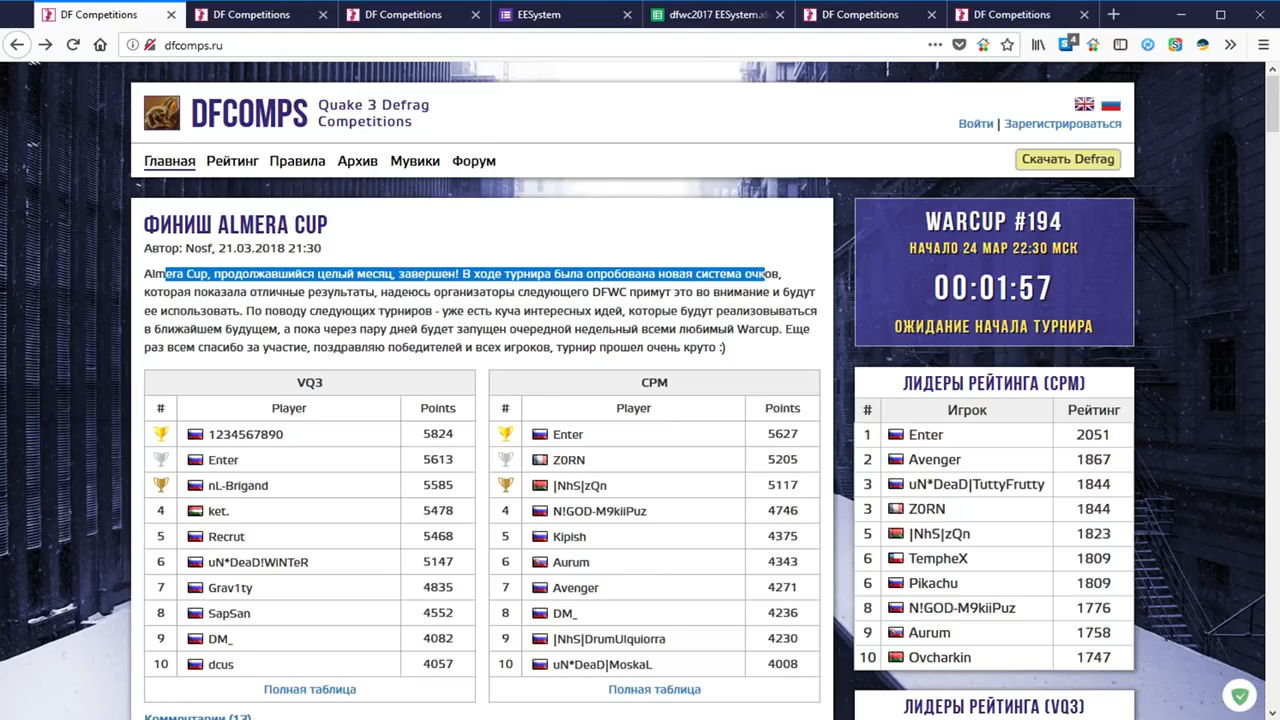 DF Competitions
DF Competitions
DF Competitions
EESystem
dfwc2017 EESystem.xl
DF Competitions
DF Competitions
dfcomps.ru
4
DFCOMPS
Quake 3 Defrag
Competitions
Войти | Зарегистрироваться
Главная Рейтинг Правила Архив Мувики Форум
Скачать Defrag
ФИНИШ ALMERA CUP
Автор: Nosf, 21.03.2018 21:30
Almera Cup, продолжавшийся целый месяц, завершен! В ходе турнира была опробована новая система очков,
которая показала отличные результаты, надеюсь организаторы следующего DFWC примут это во внимание и будут
ее использовать. По поводу следующих турниров - уже есть куча интересных идей, которые будут реализовываться
в ближайшем будущем, а пока через пару дней будет запущен очередной недельный всеми любимый Warcup. Еще
раз всем спасибо за участие, поздравляю победителей и всех игроков, турнир прошел очень круто :)
VQ3
# Player Points
1234567890 5824
Enter 5613
nL-Brigand 5585
4 ket. 5478
5 Recrut 5468
6 uN*DeaD!WiNTeR 5147
7 Grav1ty 4835
8 SapSan 4552
9 DM_ 4082
10 dcus 4057
Полная таблица
CPM
# Player Points
Enter 5627
Z0RN 5205
|NhS|zQn 5117
4 N!GOD-M9kiiPuz 4746
5 Kipish 4375
6 Aurum 4343
7 Avenger 4271
8 DM_ 4236
9 |NhS|DrumUlquiorra 4230
10 uN*DeaD|MoskaL 4008
Полная таблица
Комментарии (13)
WARCUP #194
НАЧАЛО 24 МАР 22:30 МСК
00:01:57
ОЖИДАНИЕ НАЧАЛА ТУРНИРА
ЛИДЕРЫ РЕЙТИНГА (CPM)
# Игрок Рейтинг
1 Enter 2051
2 Avenger 1867
3 uN*DeaD|TuttyFrutty 1844
3 Z0RN 1844
5 |NhS|zQn 1823
6 TempheX 1809
6 Pikachu 1809
8 N!GOD-M9kiiPuz 1776
9 Aurum 1758
10 Ovcharkin 1747
ЛИДЕРЫ РЕЙТИНГА (VQ3)